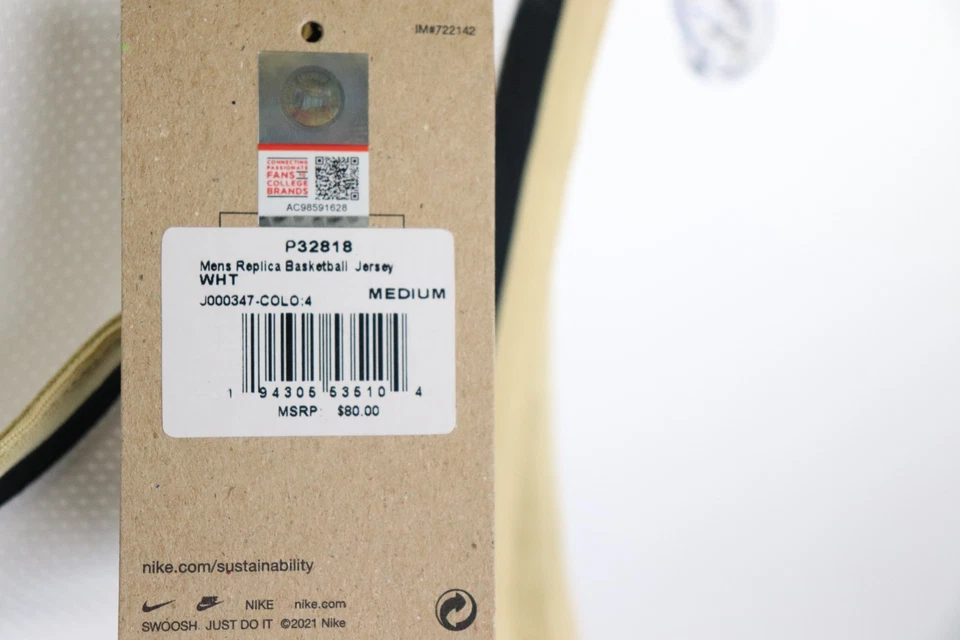 IM#722142
CONNECTING
PASSIONATE
FANS TO
COLLEGE
BRANDS
AC98591628
P32818
Mens Replica Basketball Jersey
WHT
MEDIUM
J000347-COLO:4
1 94305 53510 4
MSRP: $80.00
nike.com/sustainability
NIKE nike.com
SWOOSH JUST DO IT ©2021 Nike